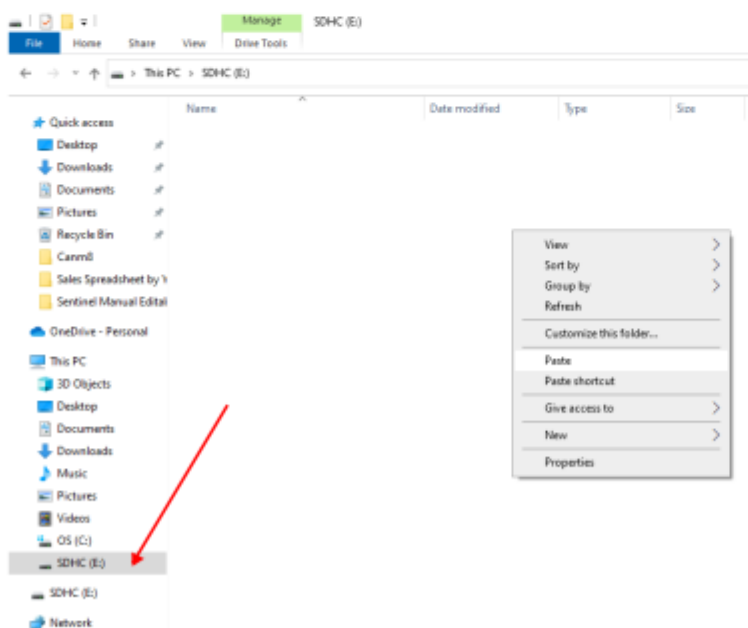 Manage SDHC (E:)
File Home Share View Drive Tools
This PC > SDHC (E:)
Name Date modified Type Size
Quick access
Desktop
Downloads
Documents
Pictures
Recycle Bin
Canm8
Sales Spreadsheet by
Sentinel Manual Edital
OneDrive - Personal
This PC
3D Objects
Desktop
Documents
Downloads
Music
Pictures
Videos
OS (C:)
SDHC (E:)
SDHC (E:)
Network
View
Sort by
Group by
Refresh
Customize this folder...
Paste
Paste shortcut
Give access to
New
Properties